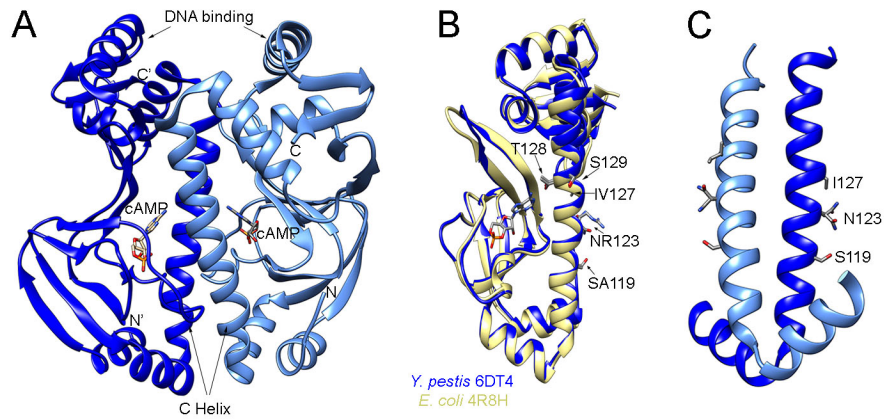 A
DNA binding
C'
C
cAMP
cAMP
N'
N
C Helix
B
T128
S129
IV127
NR123
SA119
Y. pestis 6DT4
E. coli 4R8H
C
I127
N123
S119